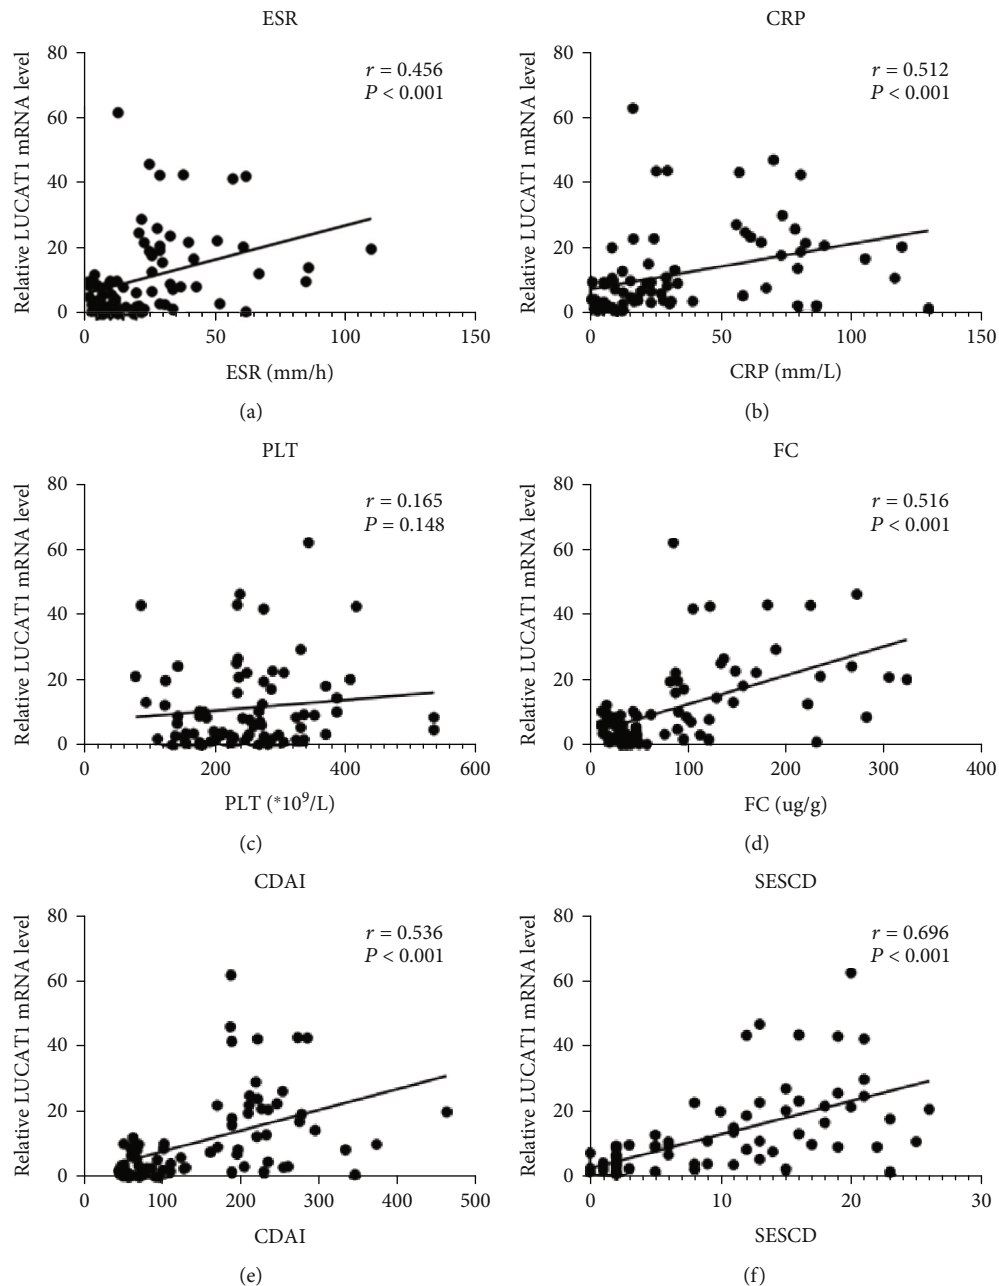 ESR
Relative LUCAT1 mRNA level
80
60
40
20
0
r = 0.456
P < 0.001
0
50
100
150
ESR (mm/h)
(a)
CRP
Relative LUCAT1 mRNA level
80
60
40
20
0
r = 0.512
P < 0.001
0
50
100
150
CRP (mm/L)
(b)
PLT
Relative LUCAT1 mRNA level
80
60
40
20
0
r = 0.165
P = 0.148
0
200
400
600
PLT (*10⁹/L)
(c)
FC
Relative LUCAT1 mRNA level
80
60
40
20
0
r = 0.516
P < 0.001
0
100
200
300
400
FC (ug/g)
(d)
CDAI
Relative LUCAT1 mRNA level
80
60
40
20
0
r = 0.536
P < 0.001
0
100
200
300
400
500
CDAI
(e)
SESCD
Relative LUCAT1 mRNA level
80
60
40
20
0
r = 0.696
P < 0.001
0
10
20
30
SESCD
(f)